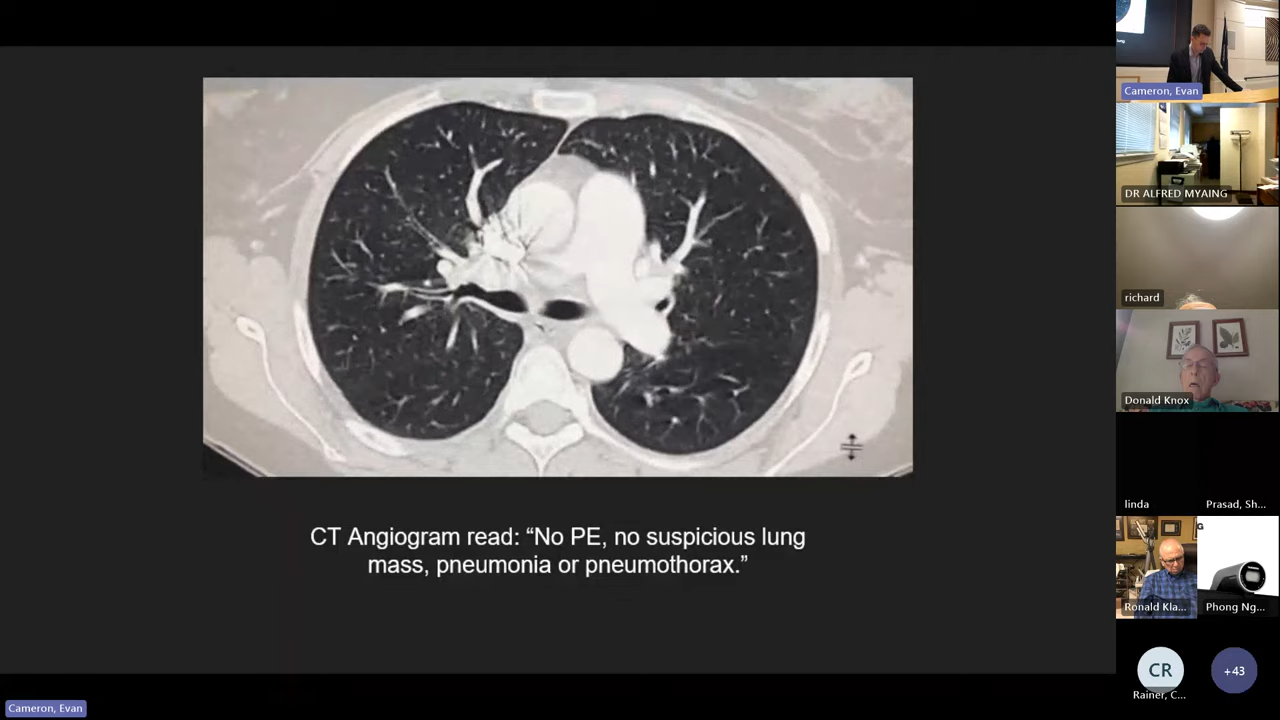 CT Angiogram read: “No PE, no suspicious lung
mass, pneumonia or pneumothorax.”
Cameron, Evan
Cameron, Evan
DR ALFRED MYAING
richard
Donald Knox
linda
Prasad, Sh...
Ronald Kla...
Phong Ng...
CR
Rainer, C...
+43